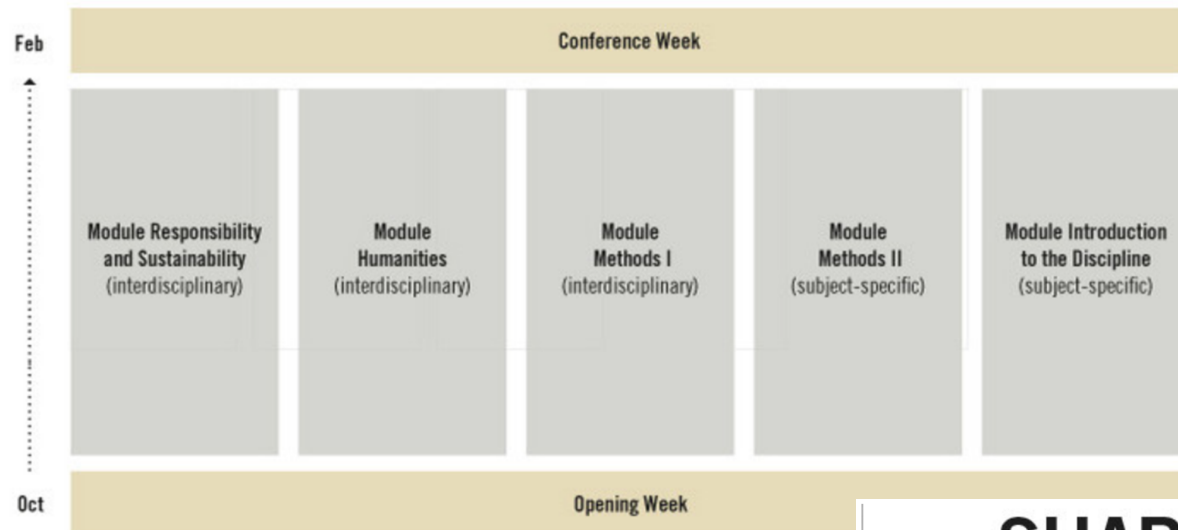 Feb
Conference Week
Module Responsibility
and Sustainability
(interdisciplinary)
Module
Humanities
(interdisciplinary)
Module
Methods I
(interdisciplinary)
Module
Methods II
(subject-specific)
Module Introduction
to the Discipline
(subject-specific)
Oct
Opening Week